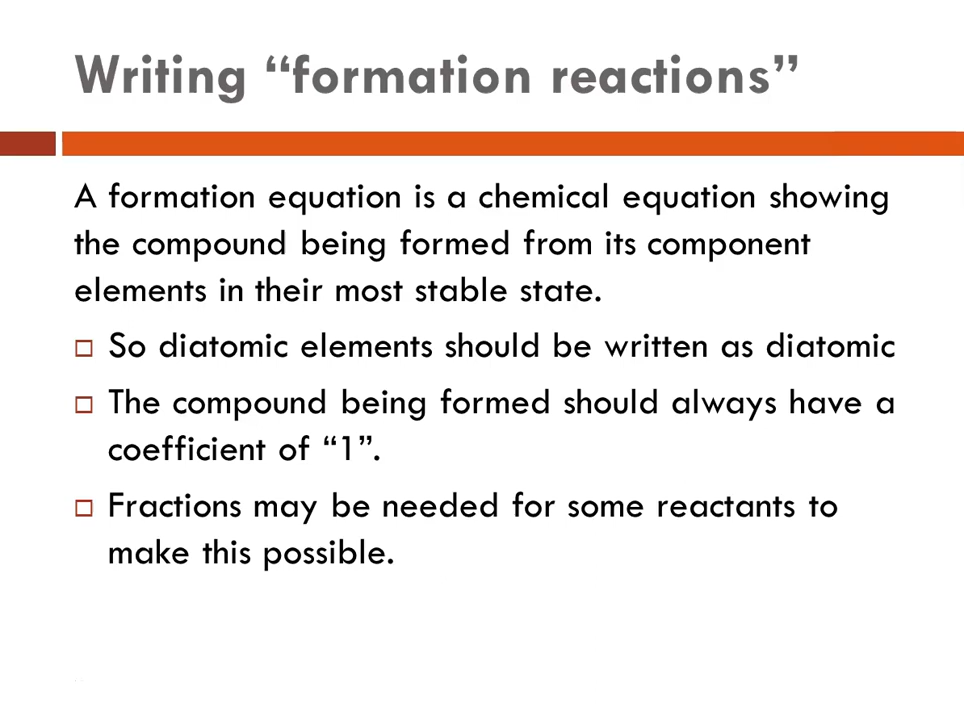 Writing “formation reactions”
A formation equation is a chemical equation showing
the compound being formed from its component
elements in their most stable state.
So diatomic elements should be written as diatomic
The compound being formed should always have a
coefficient of “1”.
Fractions may be needed for some reactants to
make this possible.